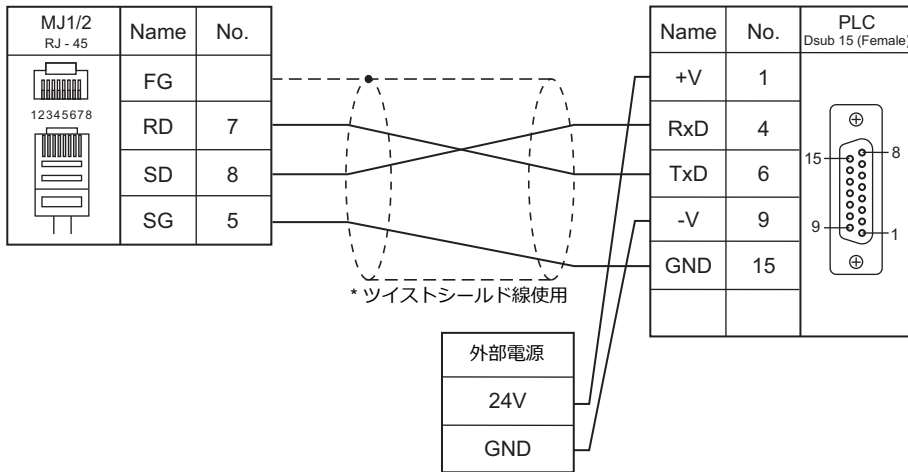 MJ1/2
RJ - 45
Name
No.
12345678
FG
RD
7
SD
8
SG
5
* ツイストシールド線使用
外部電源
24V
GND
Name
No.
PLC
Dsub 15 (Female)
+V
1
RxD
4
TxD
6
-V
9
GND
15
15
8
9
1